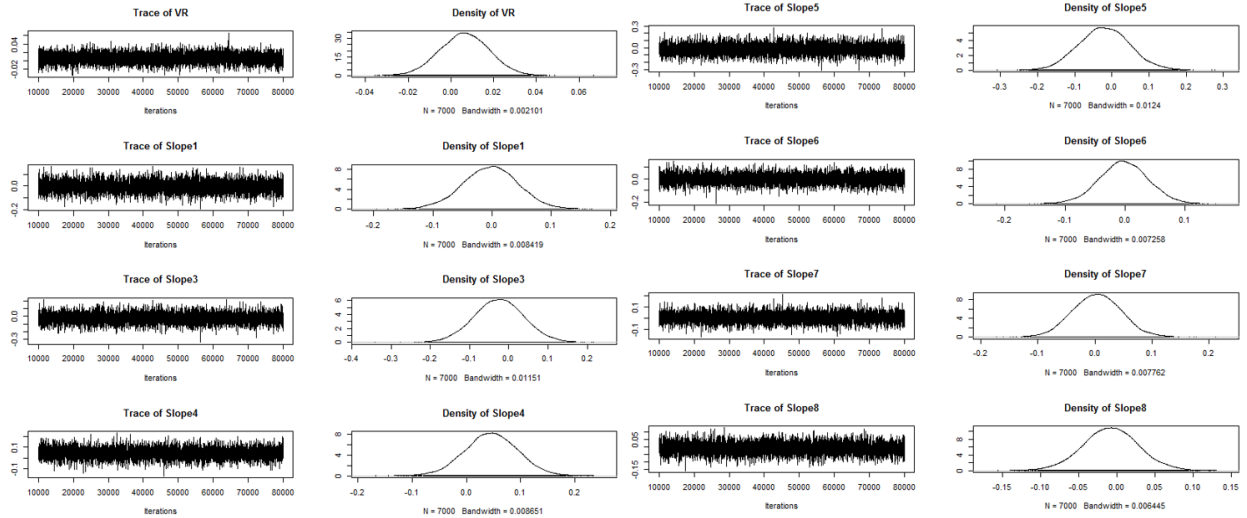 Trace of VR
0.04
-0.02
10000 20000 30000 40000 50000 60000 70000 80000
Iterations
Density of VR
30
15
0
-0.04 -0.02 0.00 0.02 0.04 0.06
N = 7000 Bandwidth = 0.002101
Trace of Slope1
0.0
-0.2
10000 20000 30000 40000 50000 60000 70000 80000
Iterations
Density of Slope1
8
4
0
-0.2 -0.1 0.0 0.1 0.2
N = 7000 Bandwidth = 0.008419
Trace of Slope3
0.0
-0.3
10000 20000 30000 40000 50000 60000 70000 80000
Iterations
Density of Slope3
6
4
2
0
-0.4 -0.3 -0.2 -0.1 0.0 0.1 0.2
N = 7000 Bandwidth = 0.01151
Trace of Slope4
0.1
-0.1
10000 20000 30000 40000 50000 60000 70000 80000
Iterations
Density of Slope4
8
4
0
-0.2 -0.1 0.0 0.1 0.2
N = 7000 Bandwidth = 0.008651
Trace of Slope5
0.3
0.0
-0.3
10000 20000 30000 40000 50000 60000 70000 80000
Iterations
Density of Slope5
4
2
0
-0.3 -0.2 -0.1 0.0 0.1 0.2 0.3
N = 7000 Bandwidth = 0.0124
Trace of Slope6
0.0
-0.2
10000 20000 30000 40000 50000 60000 70000 80000
Iterations
Density of Slope6
8
4
0
-0.2 -0.1 0.0 0.1
N = 7000 Bandwidth = 0.007258
Trace of Slope7
0.1
-0.1
10000 20000 30000 40000 50000 60000 70000 80000
Iterations
Density of Slope7
8
4
0
-0.2 -0.1 0.0 0.1 0.2
N = 7000 Bandwidth = 0.007762
Trace of Slope8
0.05
-0.15
10000 20000 30000 40000 50000 60000 70000 80000
Iterations
Density of Slope8
8
4
0
-0.15 -0.10 -0.05 0.00 0.05 0.10 0.15
N = 7000 Bandwidth = 0.006445